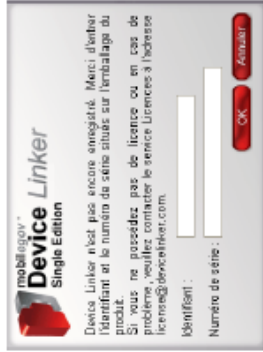 mobilegov
Device Linker
Single Edition
Device Linker n'est pas encore enregistré. Merci d'entrer
l'identifiant et le numéro de série situés sur l'emballage du
produit.
Si vous ne possédez pas de licence ou en cas de
problème, veuillez contacter le service Licences à l'adresse
license@devicelinker.com.
Identifiant :
Numéro de série :
OK
Annuler